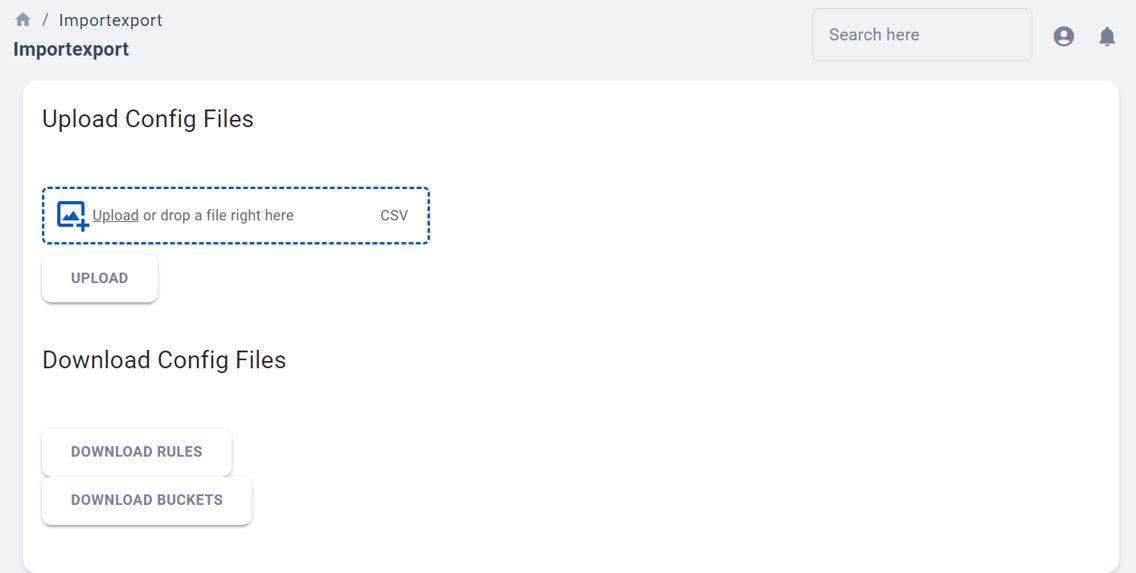 / Importexport
Importexport
Search here
Upload Config Files
Upload or drop a file right here CSV
UPLOAD
Download Config Files
DOWNLOAD RULES
DOWNLOAD BUCKETS